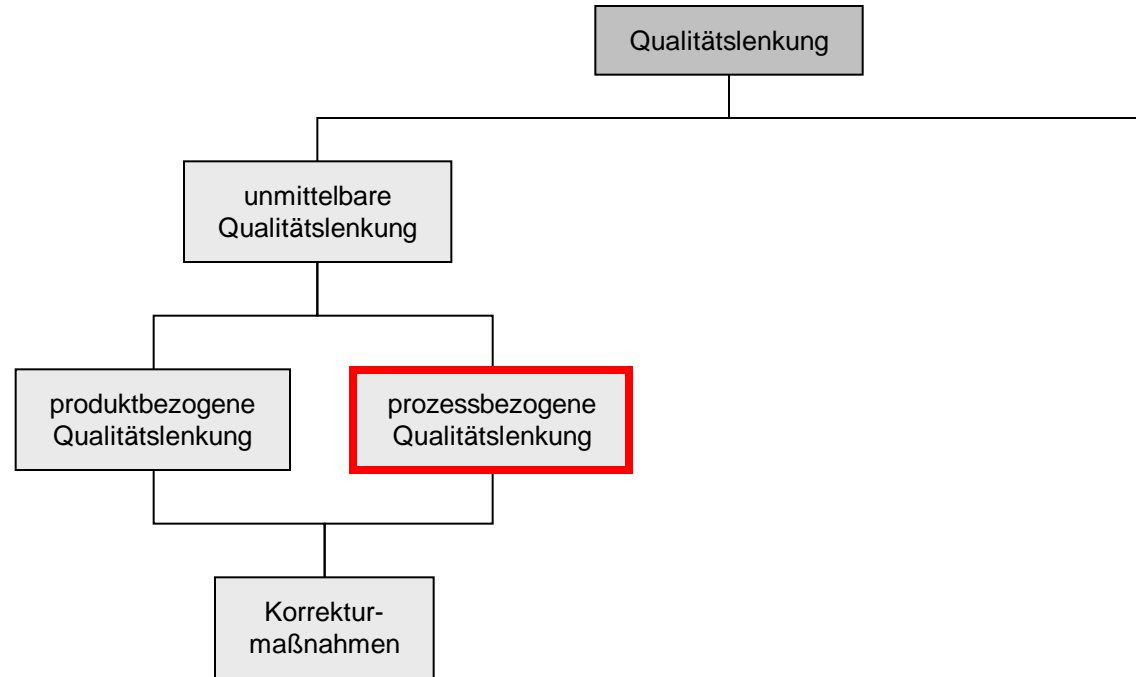 Qualitätslenkung
unmittelbare
Qualitätslenkung
produktbezogene
Qualitätslenkung
prozessbezogene
Qualitätslenkung
Korrektur-
maßnahmen